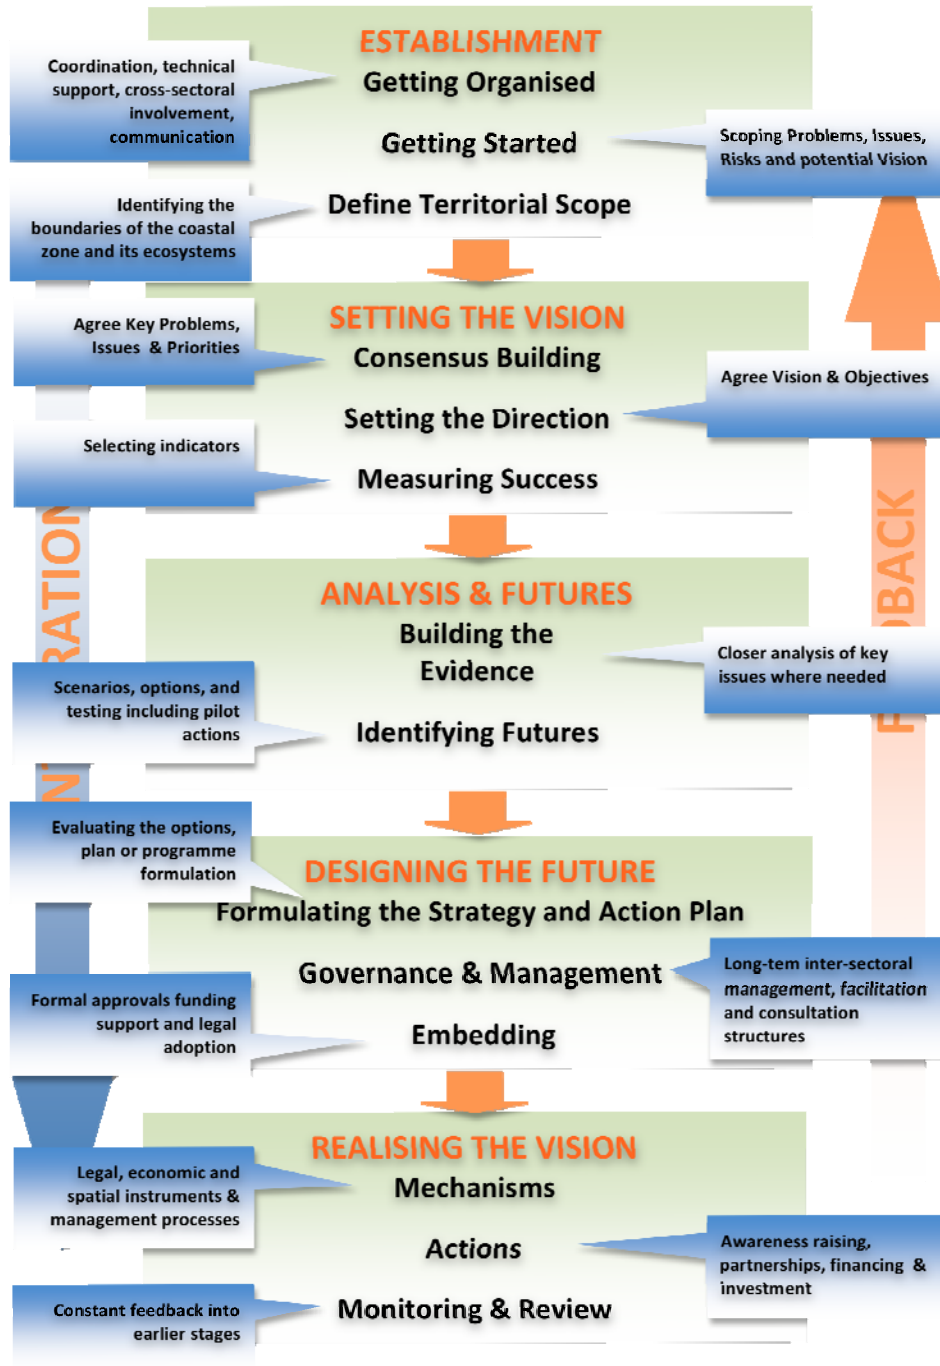 ESTABLISHMENT
Getting Organised
Coordination, technical
support, cross-sectoral
involvement,
communication
Getting Started
Scoping Problems, Issues,
Risks and potential Vision
Define Territorial Scope
Identifying the
boundaries of the coastal
zone and its ecosystems
SETTING THE VISION
Consensus Building
Agree Key Problems,
Issues & Priorities
Setting the Direction
Agree Vision & Objectives
Measuring Success
Selecting indicators
ANALYSIS & FUTURES
Building the
Evidence
Closer analysis of key
issues where needed
Identifying Futures
Scenarios, options, and
testing including pilot
actions
DESIGNING THE FUTURE
Formulating the Strategy and Action Plan
Evaluating the options,
plan or programme
formulation
Governance & Management
Long-tem inter-sectoral
management, facilitation
and consultation
structures
Embedding
Formal approvals funding
support and legal
adoption
REALISING THE VISION
Mechanisms
Legal, economic and
spatial instruments &
management processes
Actions
Awareness raising,
partnerships, financing &
investment
Monitoring & Review
Constant feedback into
earlier stages